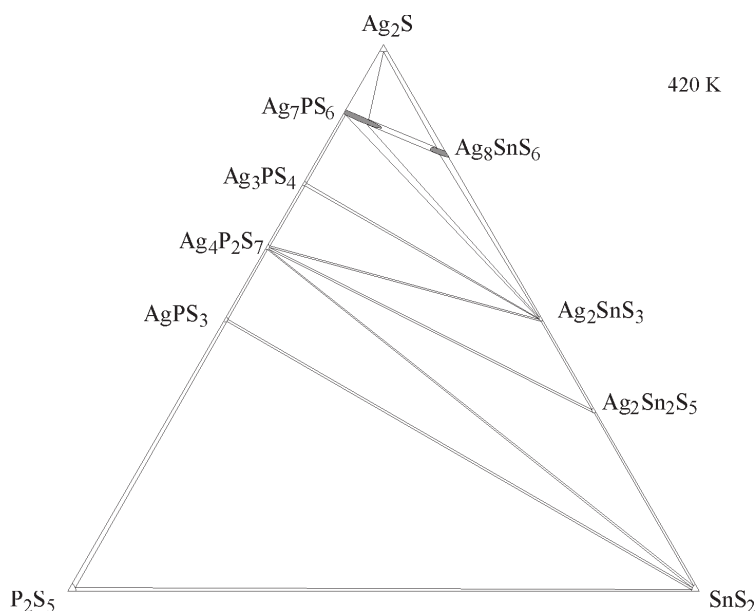 Ag₂S
420 K
Ag₇PS₆
Ag₈SnS₆
Ag₃PS₄
Ag₄P₂S₇
AgPS₃
Ag₂SnS₃
Ag₂Sn₂S₅
P₂S₅
SnS₂